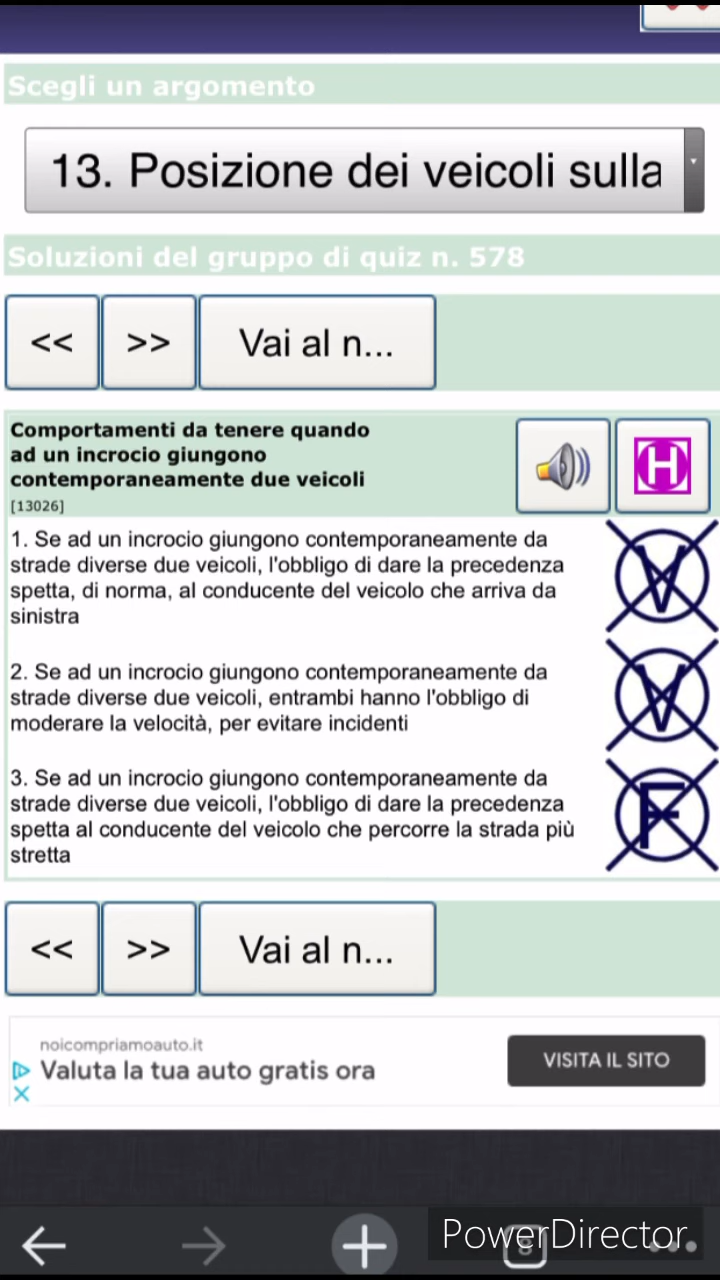 Scegli un argomento
13. Posizione dei veicoli sulla
Soluzioni del gruppo di quiz n. 578
<< >> Vai al n...
Comportamenti da tenere quando
ad un incrocio giungono
contemporaneamente due veicoli
[13026]
H
1. Se ad un incrocio giungono contemporaneamente da
strade diverse due veicoli, l'obbligo di dare la precedenza
spetta, di norma, al conducente del veicolo che arriva da
sinistra
V
2. Se ad un incrocio giungono contemporaneamente da
strade diverse due veicoli, entrambi hanno l'obbligo di
moderare la velocità, per evitare incidenti
V
3. Se ad un incrocio giungono contemporaneamente da
strade diverse due veicoli, l'obbligo di dare la precedenza
spetta al conducente del veicolo che percorre la strada più
stretta
F
<< >> Vai al n...
noicompriamoauto.it
Valuta la tua auto gratis ora
VISITA IL SITO
PowerDirector
8